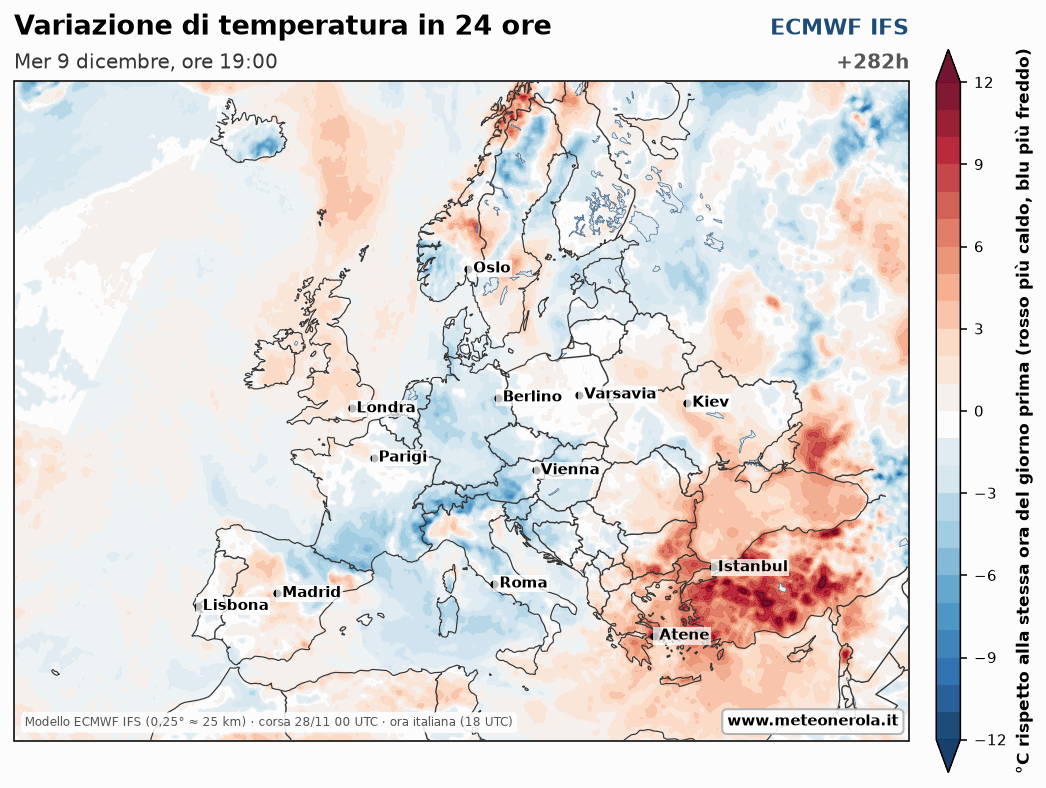 Variazione di temperatura in 24 ore
ECMWF IFS
Mer 9 dicembre, ore 19:00
+282h
Oslo
Londra
Berlino
Varsavia
Kiev
Parigi
Vienna
Istanbul
Roma
Madrid
Lisbona
Atene
Modello ECMWF IFS (0,25° ≈ 25 km) · corsa 28/11 00 UTC · ora italiana (18 UTC)
www.meteonerola.it
12
9
6
3
0
−3
−6
−9
−12
°C rispetto alla stessa ora del giorno prima (rosso più caldo, blu più freddo)